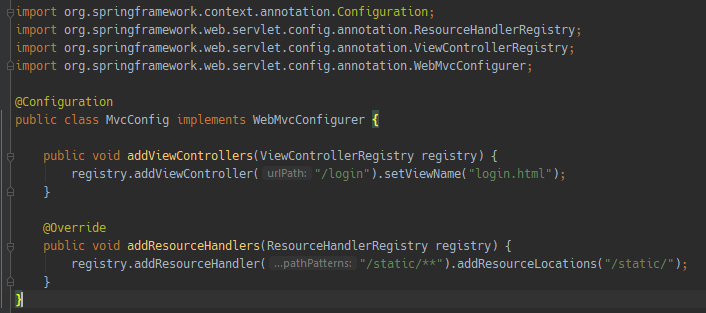 import org.springframework.context.annotation.Configuration;
import org.springframework.web.servlet.config.annotation.ResourceHandlerRegistry;
import org.springframework.web.servlet.config.annotation.ViewControllerRegistry;
import org.springframework.web.servlet.config.annotation.WebMvcConfigurer;
@Configuration
public class MvcConfig implements WebMvcConfigurer {
public void addViewControllers(ViewControllerRegistry registry) {
registry.addViewController( urlPath: "/login").setViewName("login.html");
}
@Override
public void addResourceHandlers(ResourceHandlerRegistry registry) {
registry.addResourceHandler( ...pathPatterns: "/static/**").addResourceLocations("/static/");
}
}